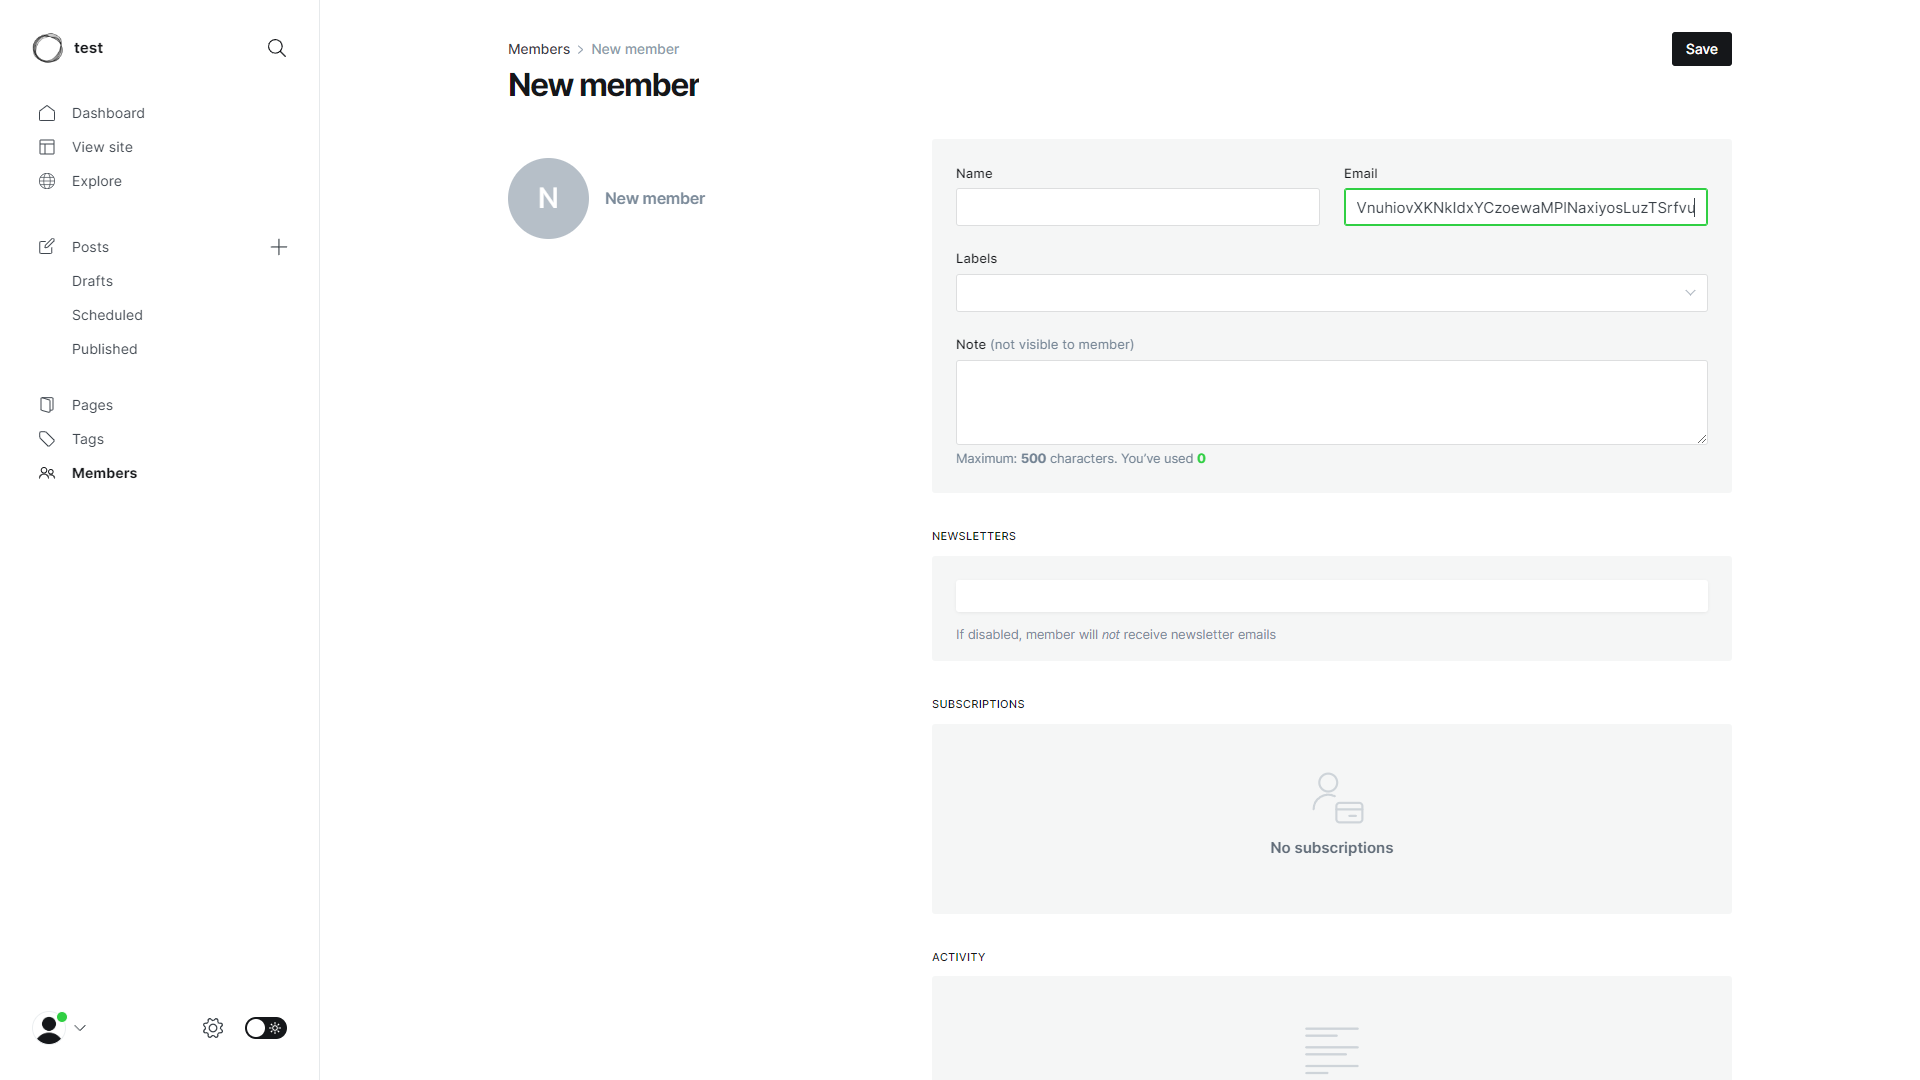 test
Dashboard
View site
Explore
Posts
Drafts
Scheduled
Published
Pages
Tags
Members
Members > New member
Save
New member
N
New member
Name
Email
VnuhiovXKNkIdxYCzoewaMPlNaxiyosLuzTSrfvu
Labels
Note (not visible to member)
Maximum: 500 characters. You’ve used 0
NEWSLETTERS
If disabled, member will not receive newsletter emails
SUBSCRIPTIONS
No subscriptions
ACTIVITY